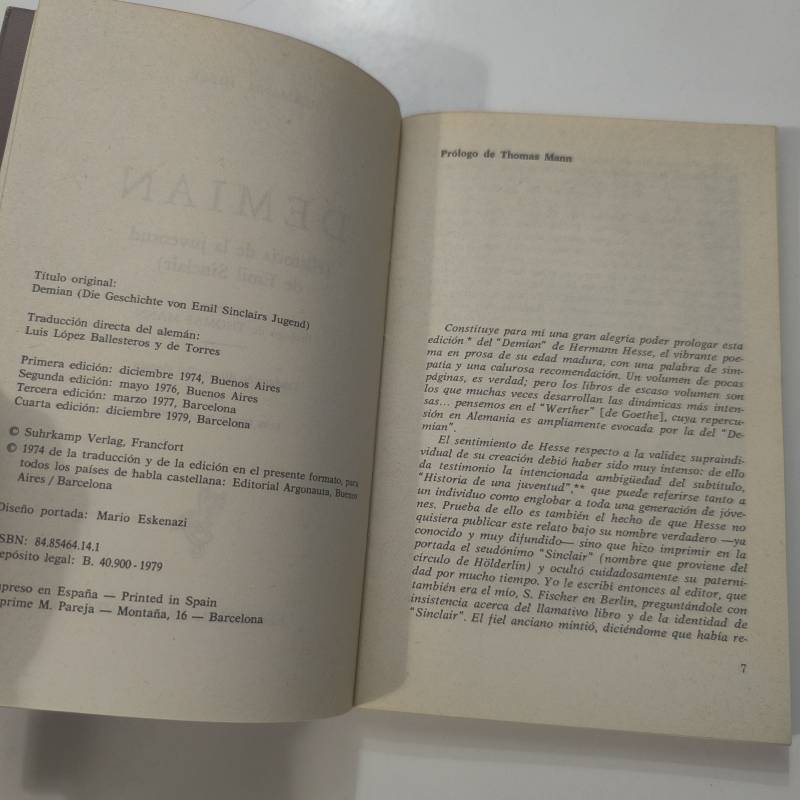 Título original:
Demian (Die Geschichte von Emil Sinclairs Jugend)
Traducción directa del alemán:
Luis López Ballesteros y de Torres
Primera edición: diciembre 1974, Buenos Aires
Segunda edición: mayo 1976, Buenos Aires
Tercera edición: marzo 1977, Barcelona
Cuarta edición: diciembre 1979, Barcelona
© Suhrkamp Verlag, Francfort
© 1974 de la traducción y de la edición en el presente formato, para
todos los países de habla castellana: Editorial Argonauta, Buenos
Aires / Barcelona
Diseño portada: Mario Eskenazi
ISBN: 84.85464.14.1
epósito legal: B. 40.900-1979
mpreso en España — Printed in Spain
prime M. Pareja — Montaña, 16 — Barcelona
Prólogo de Thomas Mann
Constituye para mí una gran alegría poder prologar esta
edición* del "Demian" de Hermann Hesse, el vibrante poe-
ma en prosa de su edad madura, con una palabra de sim-
patía y una calurosa recomendación. Un volumen de pocas
páginas, es verdad; pero los libros de escaso volumen son
los que muchas veces desarrollan las dinámicas más inten-
sas... pensemos en el "Werther" [de Goethe], cuya repercu-
sión en Alemania es ampliamente evocada por la del "De-
mian".
El sentimiento de Hesse respecto a la validez supraindi-
vidual de su creación debió haber sido muy intenso: de ello
da testimonio la intencionada ambigüedad del subtítulo,
"Historia de una juventud",** que puede referirse tanto a
un individuo como englobar a toda una generación de jóve-
nes. Prueba de ello es también el hecho de que Hesse no
quisiera publicar este relato bajo su nombre verdadero —ya
conocido y muy difundido— sino que hizo imprimir en la
portada el seudónimo "Sinclair" (nombre que proviene del
círculo de Hölderlin) y ocultó cuidadosamente su paterni-
dad por mucho tiempo. Yo le escribí entonces al editor, que
también era el mío, S. Fischer en Berlín, preguntándole con
insistencia acerca del llamativo libro y de la identidad de
"Sinclair". El fiel anciano mintió, diciéndome que había re-
7